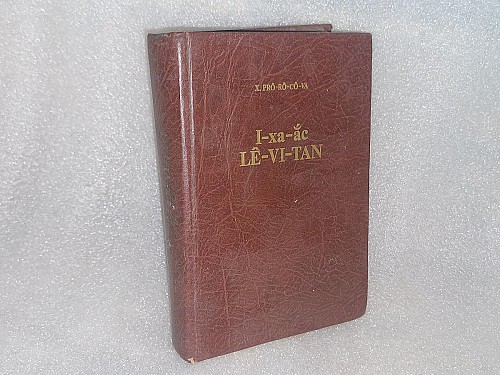 X. PRÔ-RÔ-CÔ-VA
I-xa-ắc
LÊ-VI-TAN